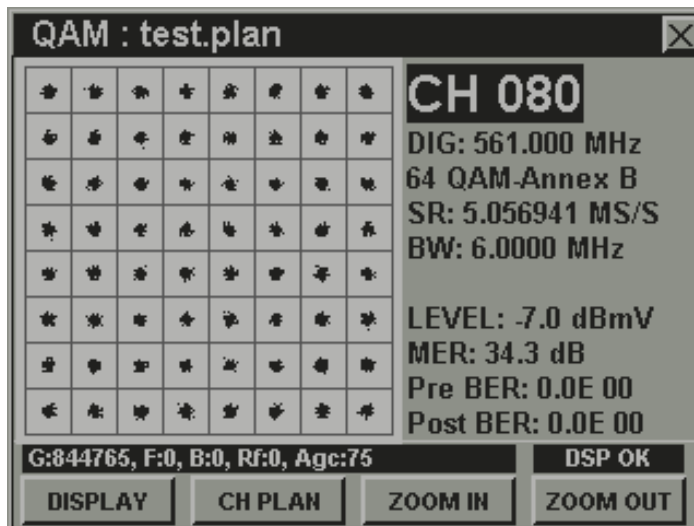 QAM : test.plan
CH 080
DIG: 561.000 MHz
64 QAM-Annex B
SR: 5.056941 MS/S
BW: 6.0000 MHz
LEVEL: -7.0 dBmV
MER: 34.3 dB
Pre BER: 0.0E 00
Post BER: 0.0E 00
G:844765, F:0, B:0, Rf:0, Agc:75
DSP OK
DISPLAY
CH PLAN
ZOOM IN
ZOOM OUT